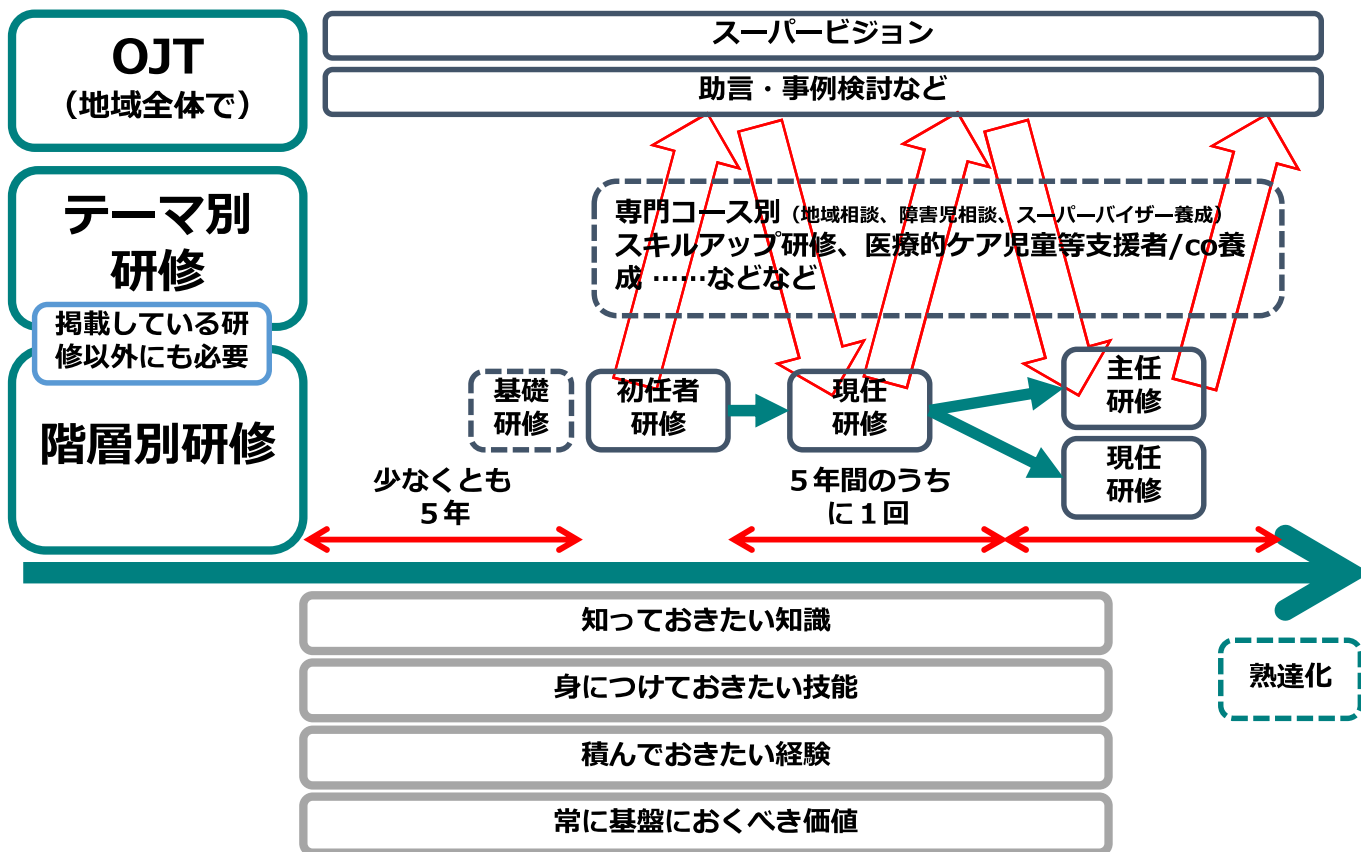 OJT
（地域全体で）
スーパービジョン
助言・事例検討など
テーマ別
研修
専門コース別（地域相談、障害児相談、スーパーバイザー養成）
スキルアップ研修、医療的ケア児童等支援者/co養
成 ……などなど
掲載している研
修以外にも必要
階層別研修
基礎
研修
初任者
研修
現任
研修
主任
研修
現任
研修
少なくとも
５年
５年間のうち
に１回
知っておきたい知識
身につけておきたい技能
積んでおきたい経験
常に基盤におくべき価値
熟達化